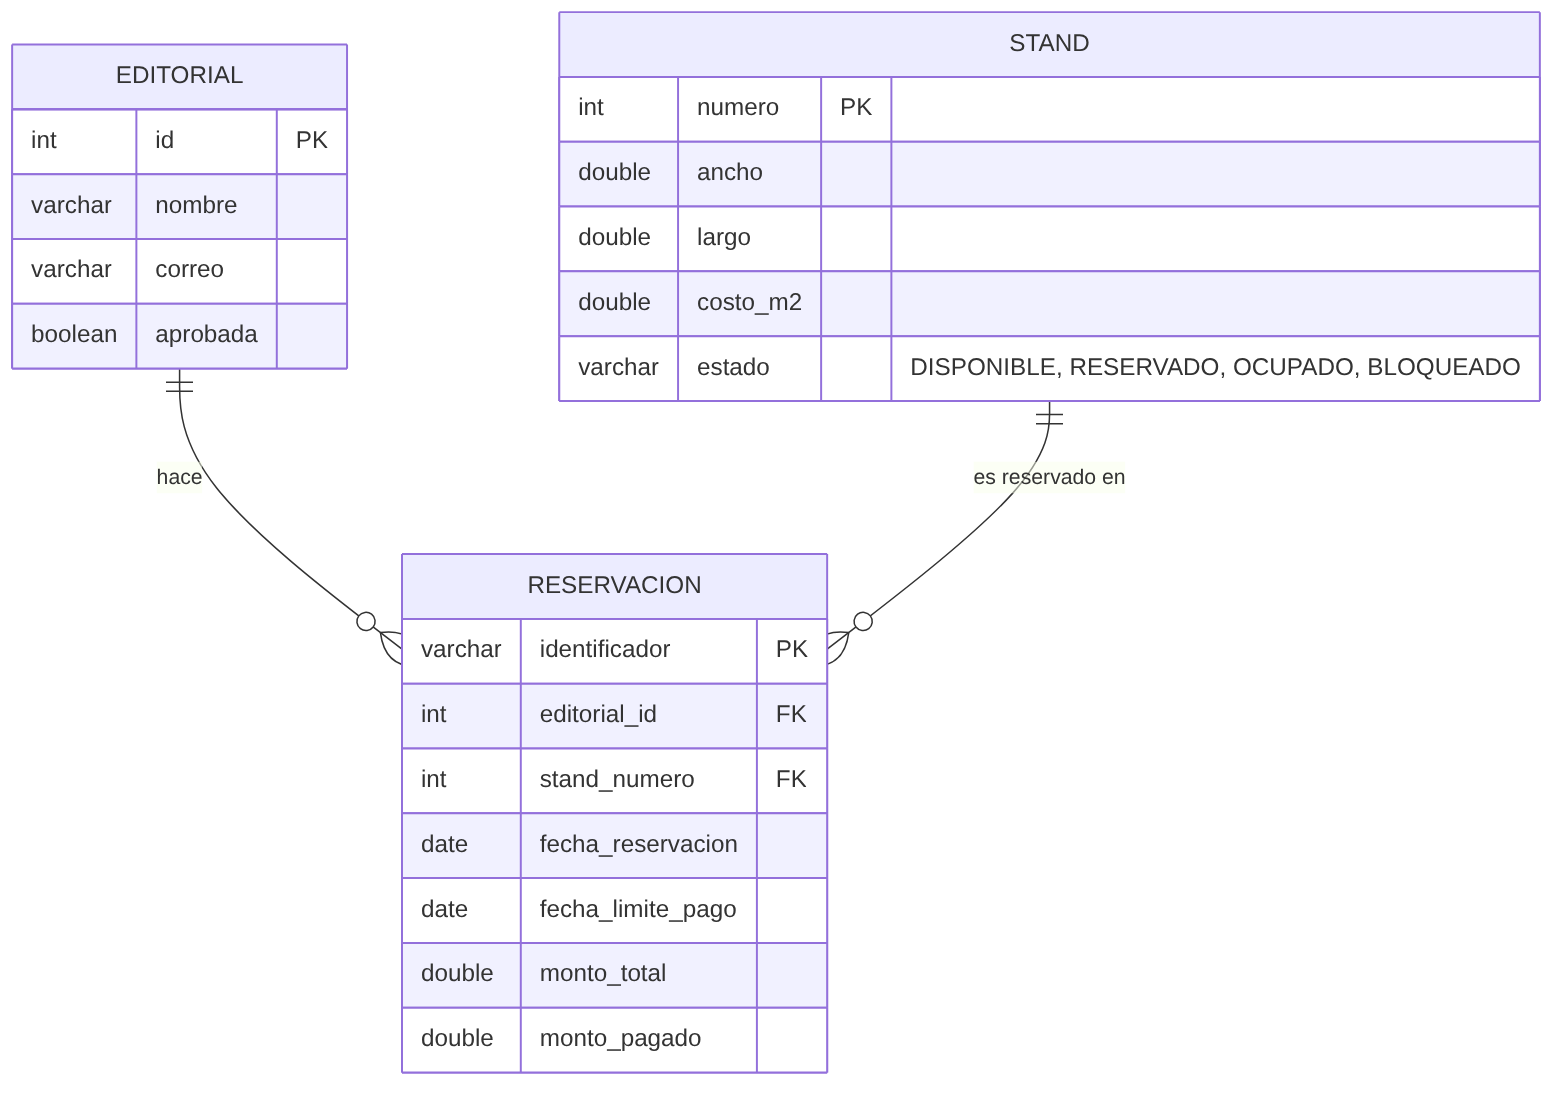 EDITORIAL
int id PK
varchar nombre
varchar correo
boolean aprobada
STAND
int numero PK
double ancho
double largo
double costo_m2
varchar estado DISPONIBLE, RESERVADO, OCUPADO, BLOQUEADO
hace
es reservado en
RESERVACION
varchar identificador PK
int editorial_id FK
int stand_numero FK
date fecha_reservacion
date fecha_limite_pago
double monto_total
double monto_pagado